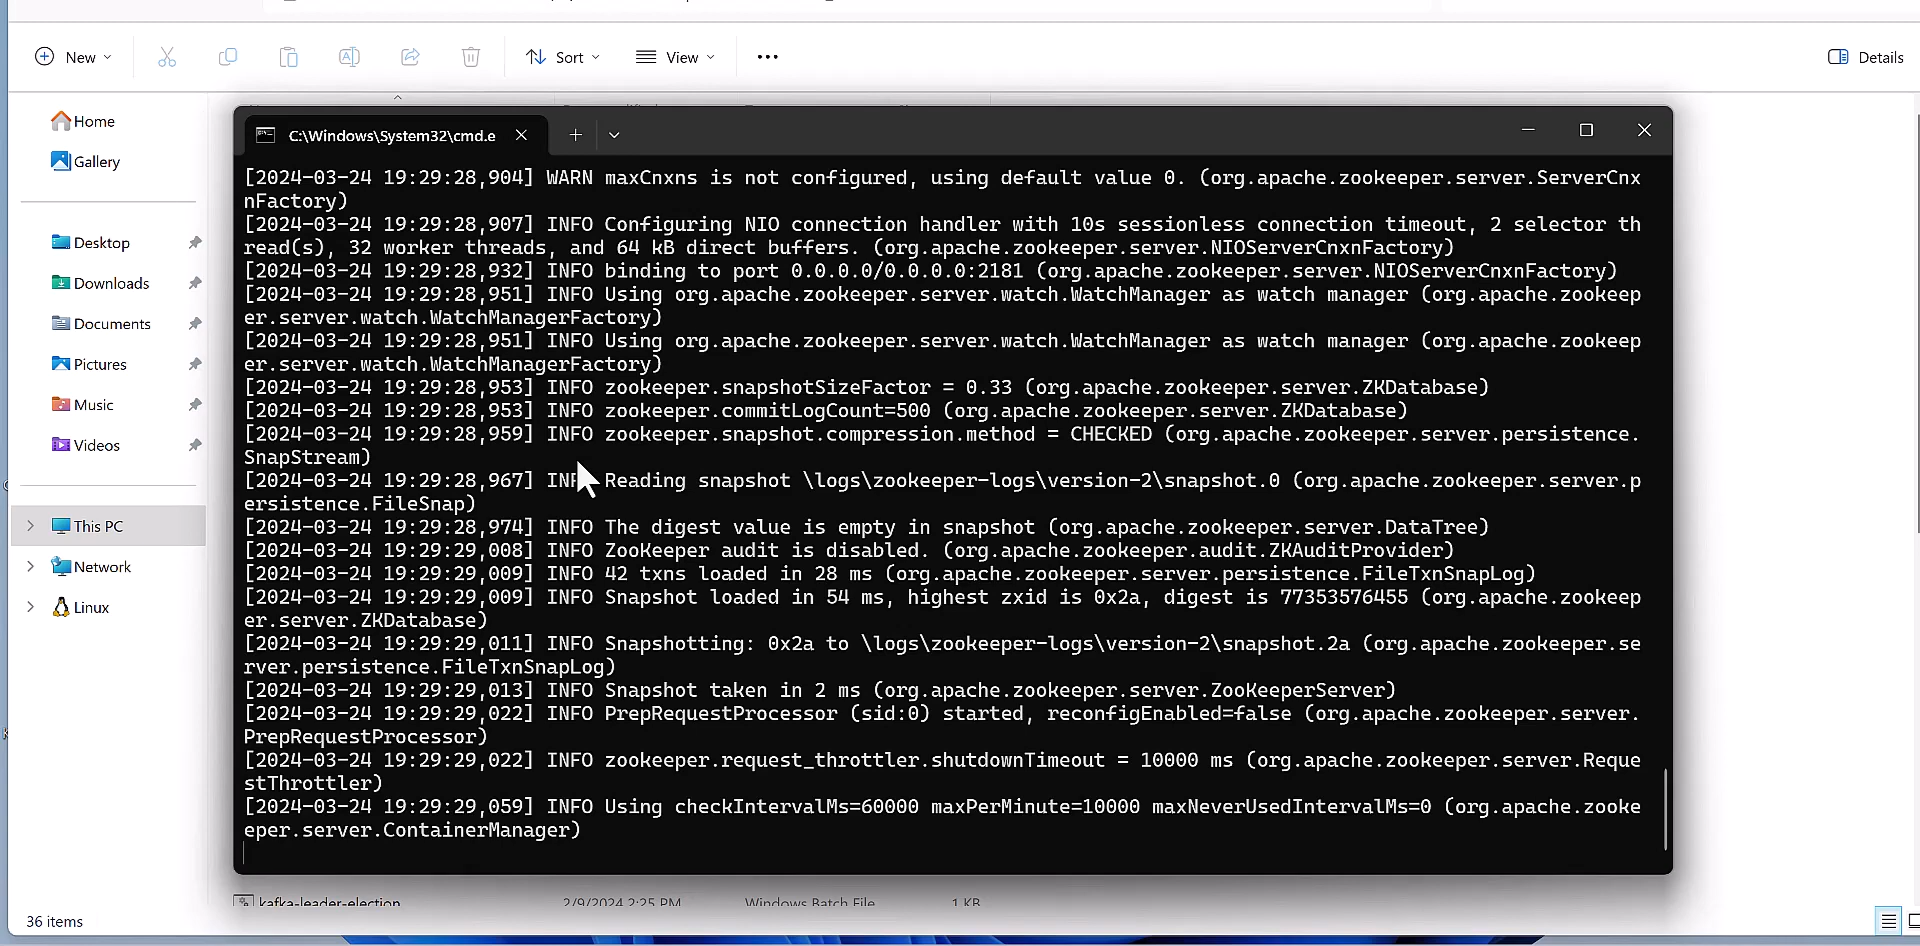 New
Sort
View
Details
Home
Gallery
Desktop
Downloads
Documents
Pictures
Music
Videos
This PC
Network
Linux
C:\Windows\System32\cmd.e
[2024-03-24 19:29:28,904] WARN maxCnxns is not configured, using default value 0. (org.apache.zookeeper.server.ServerCnx
nFactory)
[2024-03-24 19:29:28,907] INFO Configuring NIO connection handler with 10s sessionless connection timeout, 2 selector th
read(s), 32 worker threads, and 64 kB direct buffers. (org.apache.zookeeper.server.NIOServerCnxnFactory)
[2024-03-24 19:29:28,932] INFO binding to port 0.0.0.0/0.0.0.0:2181 (org.apache.zookeeper.server.NIOServerCnxnFactory)
[2024-03-24 19:29:28,951] INFO Using org.apache.zookeeper.server.watch.WatchManager as watch manager (org.apache.zookeep
er.server.watch.WatchManagerFactory)
[2024-03-24 19:29:28,951] INFO Using org.apache.zookeeper.server.watch.WatchManager as watch manager (org.apache.zookeep
er.server.watch.WatchManagerFactory)
[2024-03-24 19:29:28,953] INFO zookeeper.snapshotSizeFactor = 0.33 (org.apache.zookeeper.server.ZKDatabase)
[2024-03-24 19:29:28,953] INFO zookeeper.commitLogCount=500 (org.apache.zookeeper.server.ZKDatabase)
[2024-03-24 19:29:28,959] INFO zookeeper.snapshot.compression.method = CHECKED (org.apache.zookeeper.server.persistence.
SnapStream)
[2024-03-24 19:29:28,967] INFO Reading snapshot \logs\zookeeper-logs\version-2\snapshot.0 (org.apache.zookeeper.server.p
ersistence.FileSnap)
[2024-03-24 19:29:28,974] INFO The digest value is empty in snapshot (org.apache.zookeeper.server.DataTree)
[2024-03-24 19:29:29,008] INFO ZooKeeper audit is disabled. (org.apache.zookeeper.audit.ZKAuditProvider)
[2024-03-24 19:29:29,009] INFO 42 txns loaded in 28 ms (org.apache.zookeeper.server.persistence.FileTxnSnapLog)
[2024-03-24 19:29:29,009] INFO Snapshot loaded in 54 ms, highest zxid is 0x2a, digest is 77353576455 (org.apache.zookeep
er.server.ZKDatabase)
[2024-03-24 19:29:29,011] INFO Snapshotting: 0x2a to \logs\zookeeper-logs\version-2\snapshot.2a (org.apache.zookeeper.se
rver.persistence.FileTxnSnapLog)
[2024-03-24 19:29:29,013] INFO Snapshot taken in 2 ms (org.apache.zookeeper.server.ZooKeeperServer)
[2024-03-24 19:29:29,022] INFO PrepRequestProcessor (sid:0) started, reconfigEnabled=false (org.apache.zookeeper.server.
PrepRequestProcessor)
[2024-03-24 19:29:29,022] INFO zookeeper.request_throttler.shutdownTimeout = 10000 ms (org.apache.zookeeper.server.Reque
stThrottler)
[2024-03-24 19:29:29,059] INFO Using checkIntervalMs=60000 maxPerMinute=10000 maxNeverUsedIntervalMs=0 (org.apache.zooke
eper.server.ContainerManager)
kafka-leader-election 2/9/2024 2:25 PM Windows Batch File 1 KB
36 items